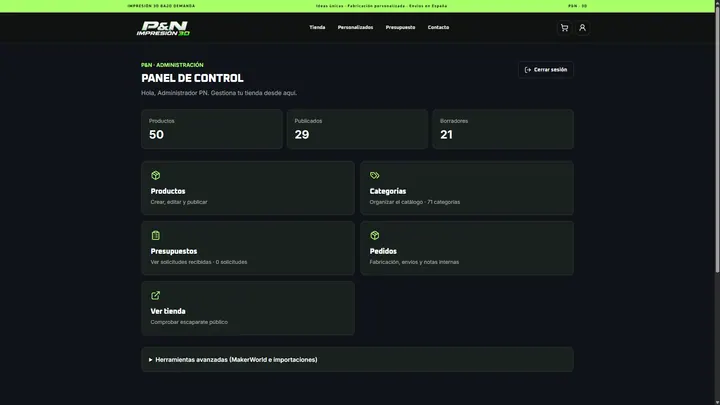 IMPRESIÓN 3D BAJO DEMANDA
Ideas únicas · Fabricación personalizada · Envíos en España
P&N · 3D
P&N
IMPRESIÓN 3D
Tienda
Personalizados
Presupuesto
Contacto
P&N · ADMINISTRACIÓN
PANEL DE CONTROL
Hola, Administrador PN. Gestiona tu tienda desde aquí.
Cerrar sesión
Productos
50
Publicados
29
Borradores
21
Productos
Crear, editar y publicar
Categorías
Organizar el catálogo · 71 categorías
Presupuestos
Ver solicitudes recibidas · 0 solicitudes
Pedidos
Fabricación, envíos y notas internas
Ver tienda
Comprobar escaparate público
Herramientas avanzadas (MakerWorld e importaciones)